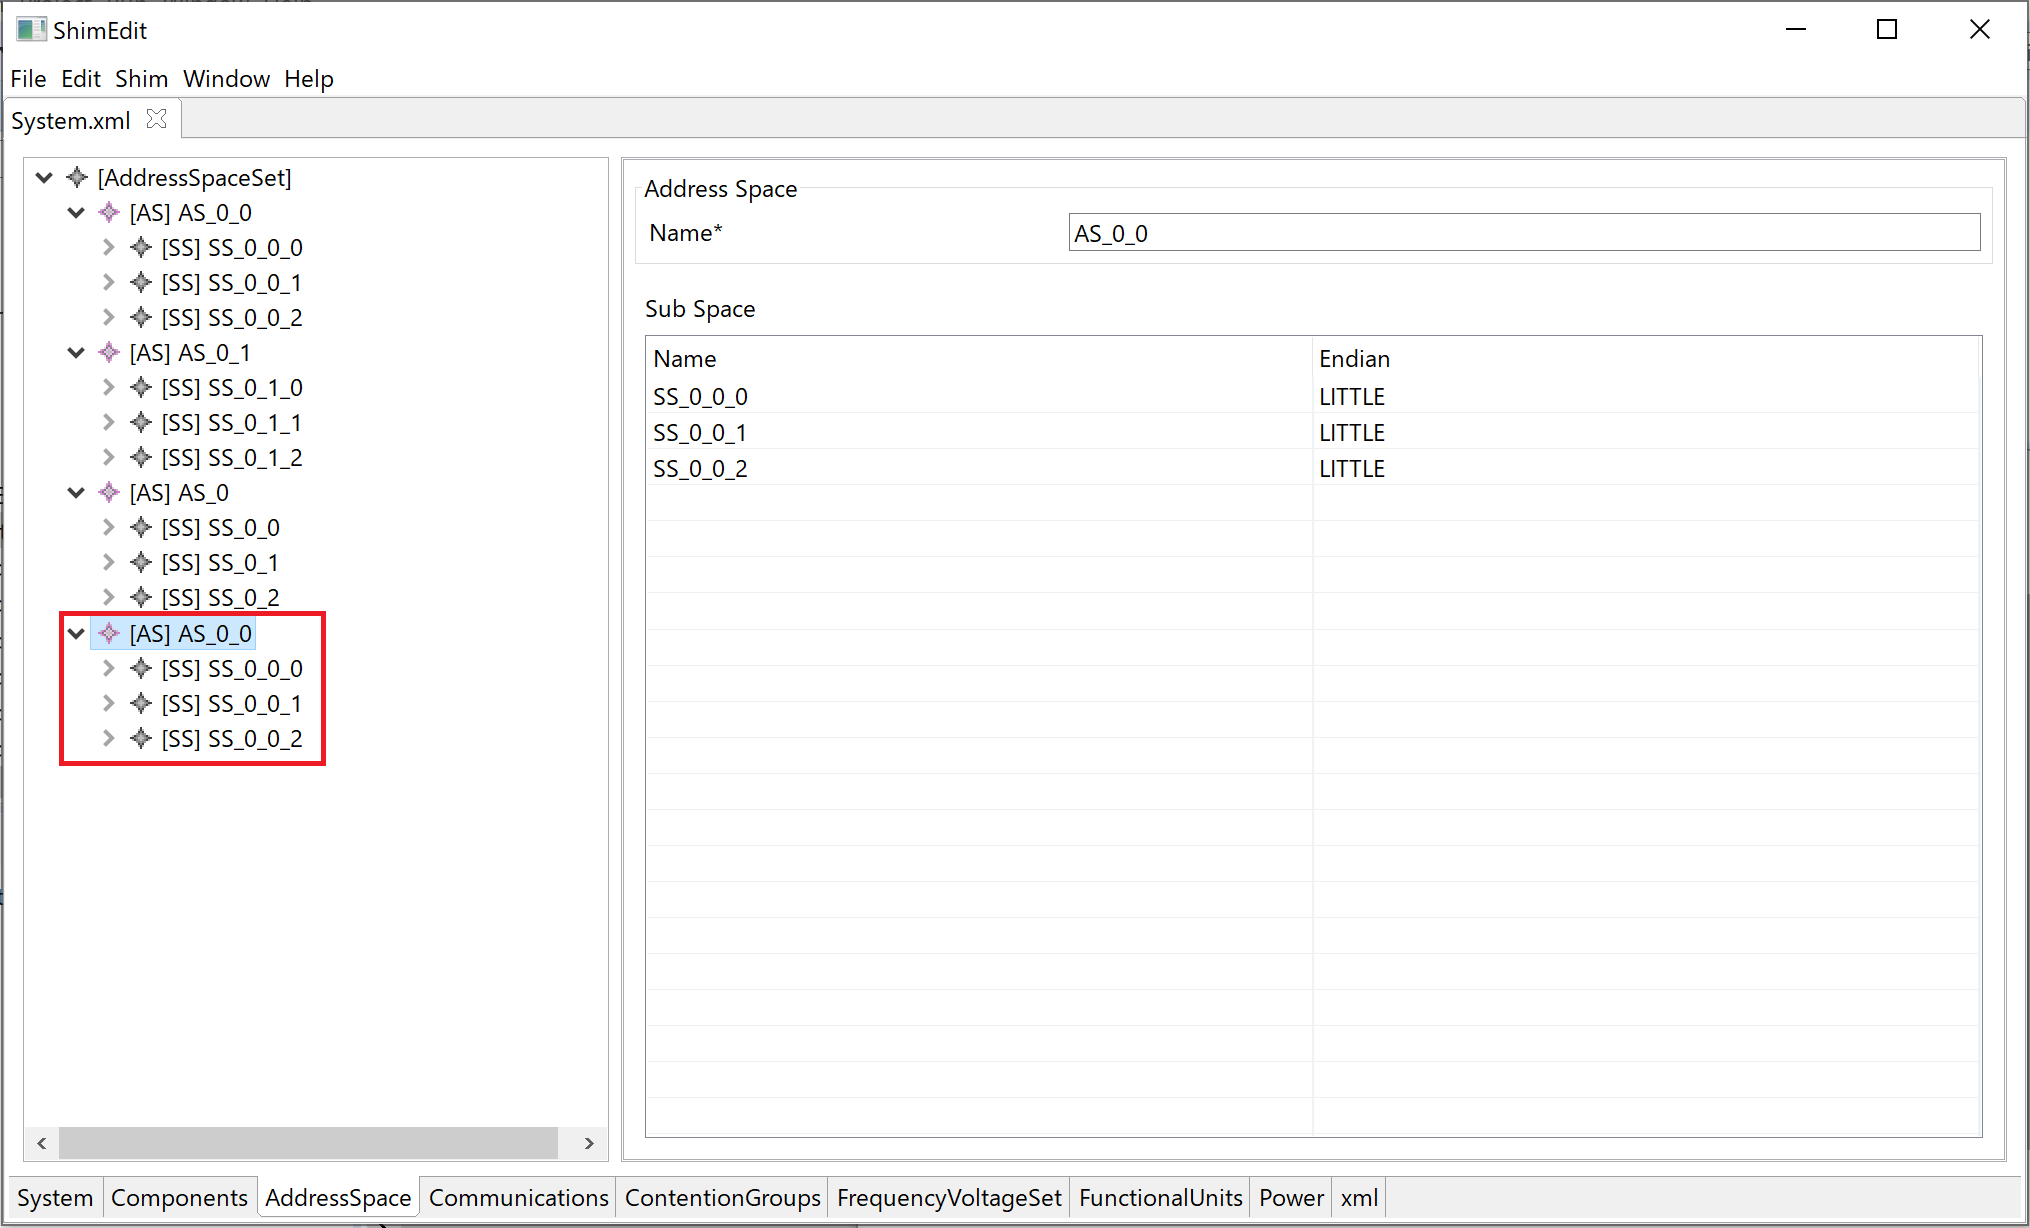 ShimEdit
File Edit Shim Window Help
System.xml
[AddressSpaceSet]
[AS] AS_0_0
[SS] SS_0_0_0
[SS] SS_0_0_1
[SS] SS_0_0_2
[AS] AS_0_1
[SS] SS_0_1_0
[SS] SS_0_1_1
[SS] SS_0_1_2
[AS] AS_0
[SS] SS_0_0
[SS] SS_0_1
[SS] SS_0_2
[AS] AS_0_0
[SS] SS_0_0_0
[SS] SS_0_0_1
[SS] SS_0_0_2
Address Space
Name* AS_0_0
Sub Space
Name Endian
SS_0_0_0 LITTLE
SS_0_0_1 LITTLE
SS_0_0_2 LITTLE
System Components AddressSpace Communications ContentionGroups FrequencyVoltageSet FunctionalUnits Power xml